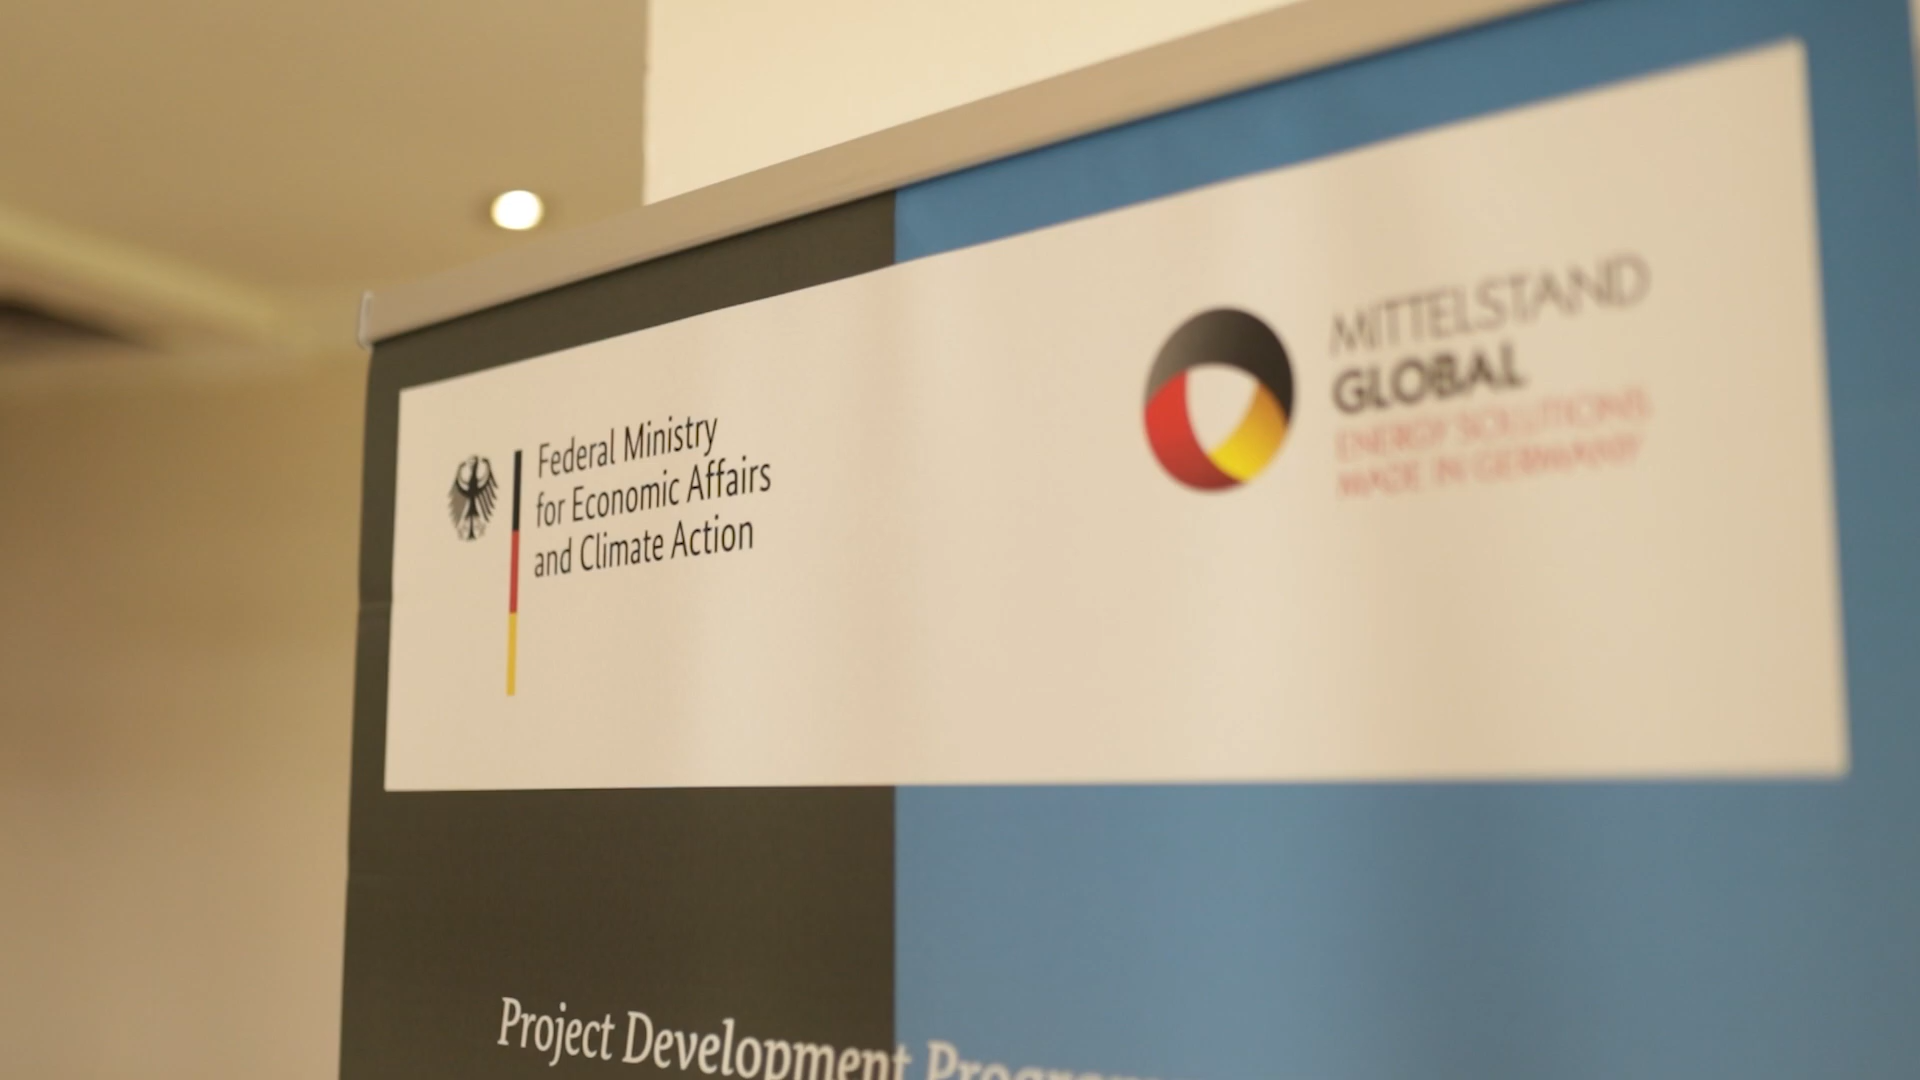 Federal Ministry
for Economic Affairs
and Climate Action
MITTELSTAND
GLOBAL
ENERGY SOLUTIONS
MADE IN GERMANY
Project Development